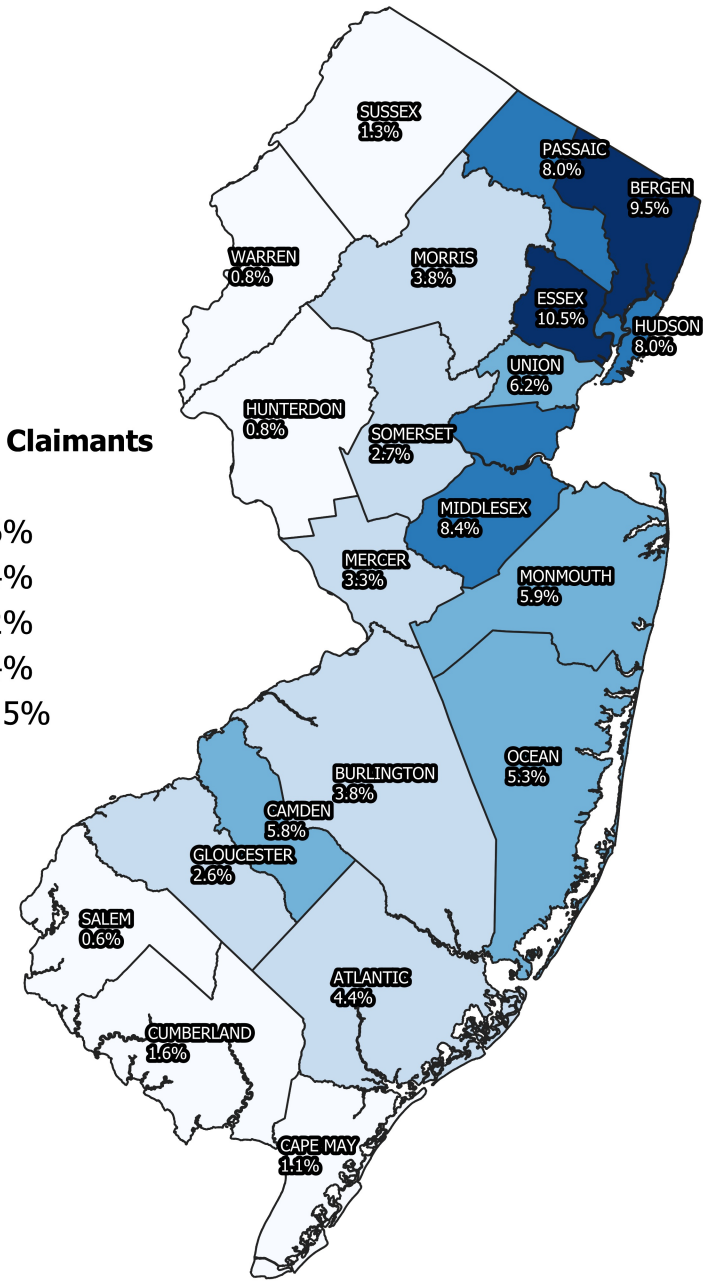 SUSSEX
1.3%
PASSAIC
8.0%
BERGEN
9.5%
WARREN
0.8%
MORRIS
3.8%
ESSEX
10.5%
HUDSON
8.0%
UNION
6.2%
HUNTERDON
0.8%
SOMERSET
2.7%
Claimants
MIDDLESEX
8.4%
MERCER
3.3%
MONMOUTH
5.9%
5%
OCEAN
5.3%
BURLINGTON
3.8%
CAMDEN
5.8%
GLOUCESTER
2.6%
SALEM
0.6%
ATLANTIC
4.4%
CUMBERLAND
1.6%
CAPE MAY
1.1%